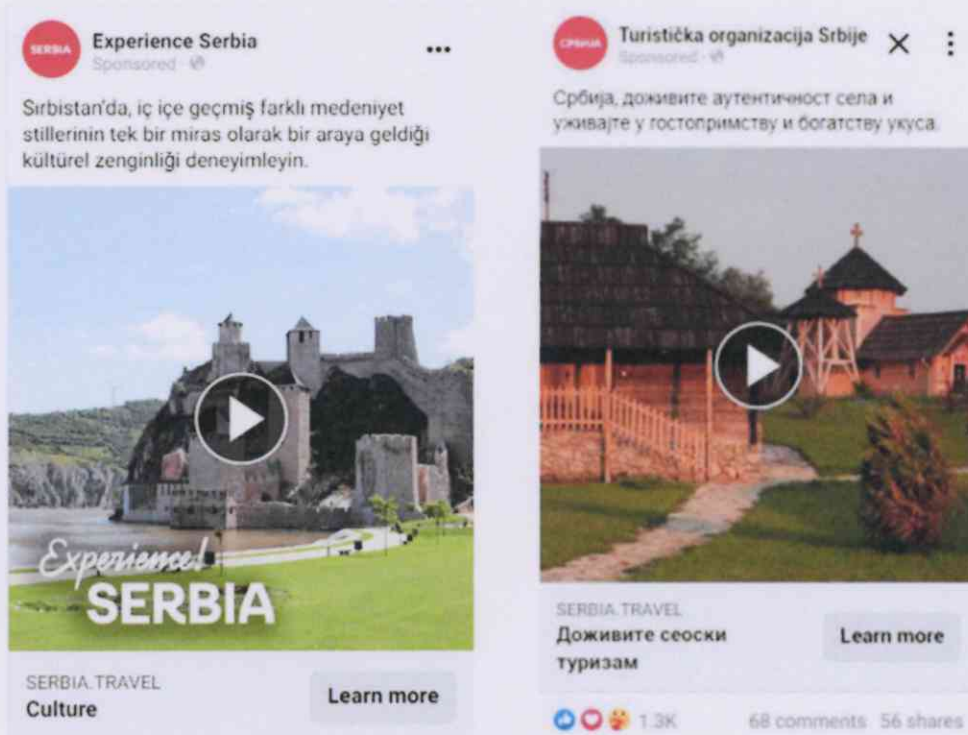 SERBIA
Experience Serbia
Sponsored
Sırbistan'da, iç içe geçmiş farklı medeniyet
stillerinin tek bir miras olarak bir araya geldiği
kültürel zenginliği deneyimleyin.
Experience!
SERBIA
SERBIA.TRAVEL
Culture
Learn more
СРБИЈА
Turistička organizacija Srbije
Sponsored
Србија, доживите аутентичност села и
уживајте у гостопримству и богатству укуса.
SERBIA.TRAVEL
Доживите сеоски
туризам
Learn more
1.3K
68 comments 56 shares